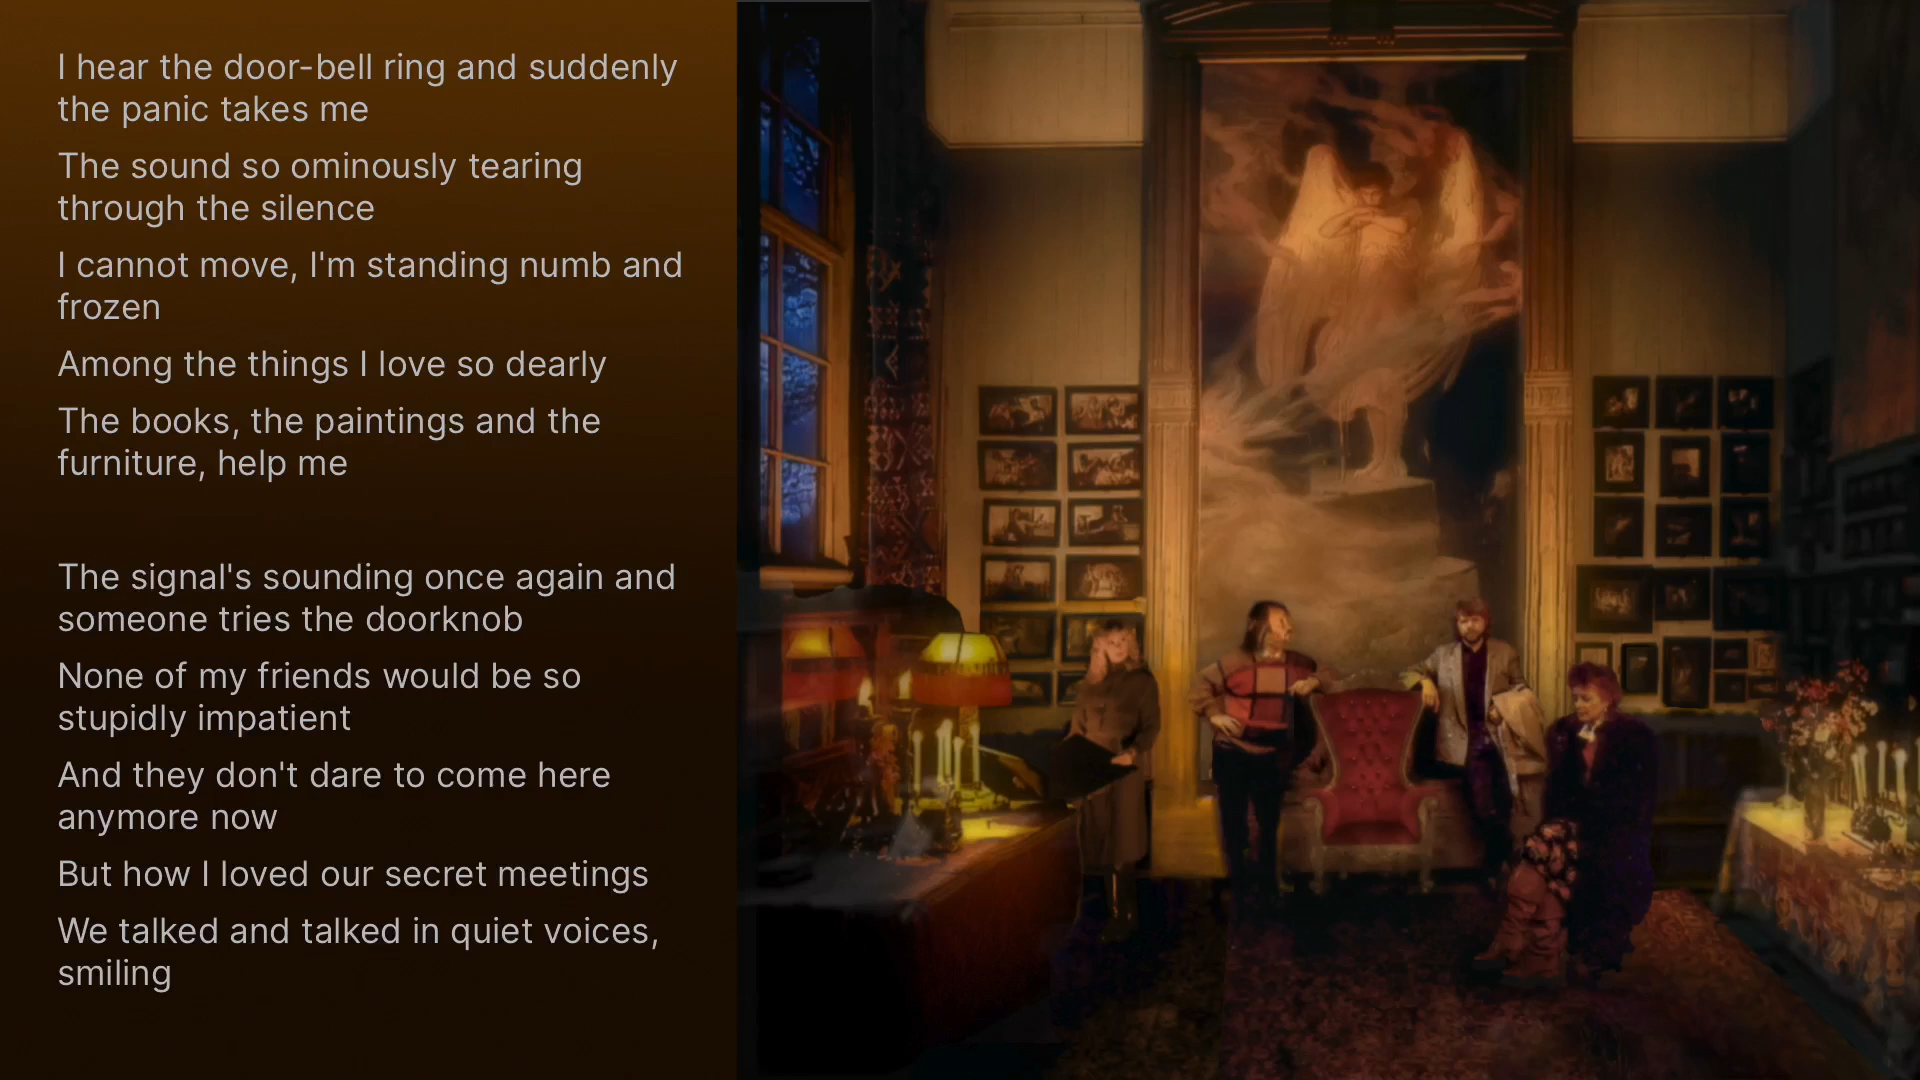 I hear the door-bell ring and suddenly
the panic takes me
The sound so ominously tearing
through the silence
I cannot move, I'm standing numb and
frozen
Among the things I love so dearly
The books, the paintings and the
furniture, help me
The signal's sounding once again and
someone tries the doorknob
None of my friends would be so
stupidly impatient
And they don't dare to come here
anymore now
But how I loved our secret meetings
We talked and talked in quiet voices,
smiling